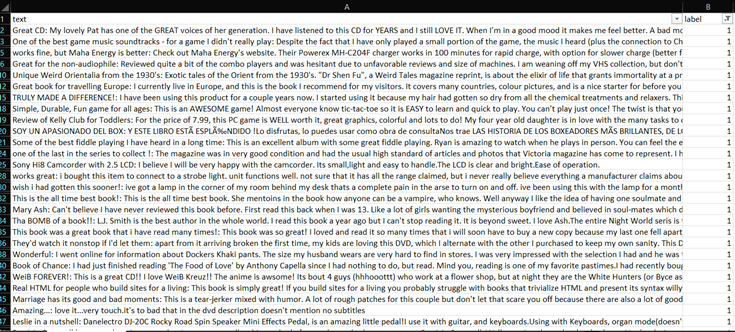 A B
1 text label
2 Great CD: My lovely Pat has one of the GREAT voices of her generation. I have listened to this CD for YEARS and I still LOVE IT. When I'm in a good mood it makes me feel better. A bad mo 1
3 One of the best game music soundtracks - for a game I didn't really play: Despite the fact that I have only played a small portion of the game, the music I heard (plus the connection to Ch 1
works fine, but Maha Energy is better: Check out Maha Energy's website. Their Powerex MH-C204F charger works in 100 minutes for rapid charge, with option for slower charge (better f 1
6 Great for the non-audiophile: Reviewed quite a bit of the combo players and was hesitant due to unfavorable reviews and size of machines. I am weaning off my VHS collection, but don't 1
10 Unique Weird Orientalia from the 1930's: Exotic tales of the Orient from the 1930's. "Dr Shen Fu", a Weird Tales magazine reprint, is about the elixir of life that grants immortality at a pr 1
Great book for travelling Europe: I currently live in Europe, and this is the book I recommend for my visitors. It covers many countries, colour pictures, and is a nice starter for before you 1
TRULY MADE A DIFFERENCE!: I have been using this product for a couple years now. I started using it because my hair had gotten so dry from all the chemical treatments and relaxers. Th 1
Simple, Durable, Fun game for all ages: This is an AWESOME game! Almost everyone know tic-tac-toe so it is EASY to learn and quick to play. You can't play just once! The twist is that yo 1
19 Review of Kelly Club for Toddlers: For the price of 7.99, this PC game is WELL worth it, great graphics, colorful and lots to do! My four year old daughter is in love with the many tasks to c 1
20 SOY UN APASIONADO DEL BOX: Y ESTE LIBRO ESTÃ ESPLÃ‰NDIDO !Lo disfrutas, lo puedes usar como obra de consultaNos trae LAS HISTORIA DE LOS BOXEADORES MÃS BRILLANTES, DE LO 1
21 Some of the best fiddle playing I have heard in a long time: This is an excellent album with some great fiddle playing. Ryan is amazing to watch when he plays in person. You can feel the e 1
24 one of the last in the series to collect !: The magazine was in very good condition and had the usual high standard of articles and photos that Victoria magazine has come to represent. I h 1
25 Sony Hi8 Camcorder with 2.5 LCD: I believe I will be very happy with the camcorder. Its small,light and easy to handle.The LCD is clear and bright.Ease of operation. 1
28 works great: i bought this item to connect to a strobe light. unit functions well. not sure that it has all the range claimed, but i never really believe everything a manufacturer claims abou 1
wish i had gotten this sooner!: ive got a lamp in the corner of my room behind my desk thats a complete pain in the arse to turn on and off. ive been using this with the lamp for a mont 1
32 This is the all time best book!: This is the all time best book. She mentors in the book how anyone can be a vampire, who knows. Well anyway I like the idea of having one soulmate and 1
33 Mary Ash: Can't believe I have never reviewed this book before. First read this back when I was 13. Like a lot of girls wanting the mysterious boyfriend and believed in soul-mates which c 1
34 Tha BOMB of a book!!: L.J. Smith is the best author in the whole world. I read this book a year ago but I can't stop reading it. It is beyond sweet. I love Ash.The entire Night World seris is 1
35 This book was a great book that i have read many times!: This book was so great! I loved and read it so many times that i will soon have to buy a new copy because my last one fell apart 1
36 They'd watch it nonstop if I'd let them: apart from it arriving broken the first time, my kids are loving this DVD, which I alternate with the other I purchased to keep my own sanity. This D 1
38 Wonderful: I went online for information about Dockers Khaki pants. The size my husband wears are very hard to find in stores. I was very impressed with the selection I had and he was 1
Book of Chance: I had just finished reading 'The Food of Love' by Anthony Capella since I had nothing to do, but read. Mind you, reading is one of my favorite pastimes.I had recently boug 1
42 WeiB FOREVER!: This is a great CD! I love Weiß Kreuz!! The anime is awsome! Its bout 4 guys (hhhooott) who work at a flower shop, but at night they are the White Hunters (or Byce as 1
44 Real HTML for people who build sites for a living: This book is simply great! If you build sites for a living you probably struggle with books that trivialize HTML and present its syntax willy 1
45 Marriage has its good and bad moments: This is a tear-jerker mixed with humor. A lot of rough patches for this couple but don't let that scare you off because there are also a lot of good 1
46 Amazing...: love it...very touch.it's to bad that in the dvd description doesn't mention no subtitles 1
47 Leslie in a nutshell: Danelectro DJ-20C Rocky Road Spin Speaker Mini Effects Pedal, is an amazing little pedal!I use it with guitar, and keyboards.Using with Keyboards, organ mode(doesn' 1